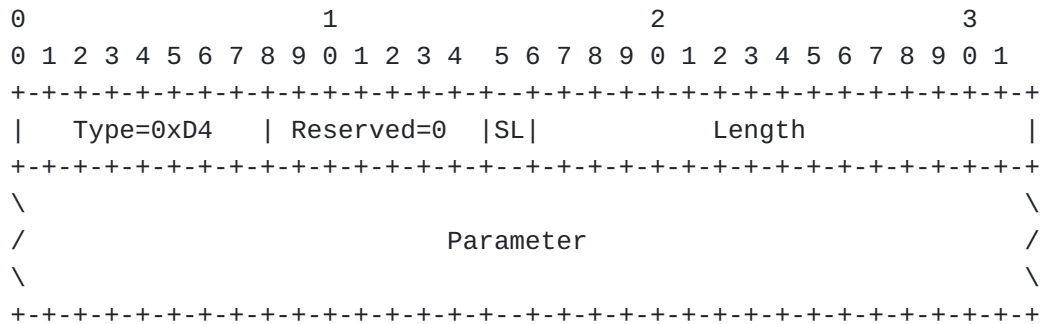 0                   1                    2                   3
0 1 2 3 4 5 6 7 8 9 0 1 2 3 4  5 6 7 8 9 0 1 2 3 4 5 6 7 8 9 0 1
+-+-+-+-+-+-+-+-+-+-+-+-+-+-+-+--+-+-+-+-+-+-+-+-+-+-+-+-+-+-+-+-+
|   Type=0xD4   | Reserved=0  |SL|           Length              |
+-+-+-+-+-+-+-+-+-+-+-+-+-+-+-+--+-+-+-+-+-+-+-+-+-+-+-+-+-+-+-+-+
\                                                                \
/                           Parameter                            /
\                                                                \
+-+-+-+-+-+-+-+-+-+-+-+-+-+-+-+--+-+-+-+-+-+-+-+-+-+-+-+-+-+-+-+-+